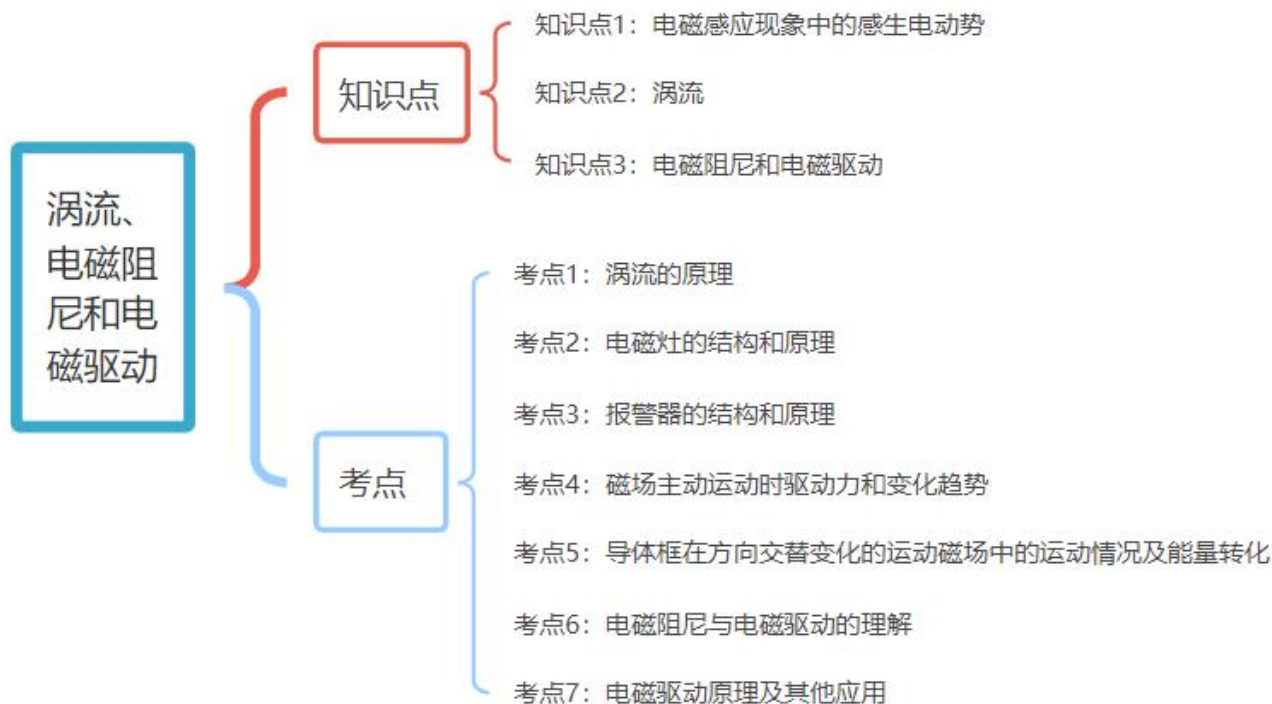 涡流、
电磁阻
尼和电
磁驱动
知识点
知识点1：电磁感应现象中的感生电动势
知识点2：涡流
知识点3：电磁阻尼和电磁驱动
考点
考点1：涡流的原理
考点2：电磁灶的结构和原理
考点3：报警器的结构和原理
考点4：磁场主动运动时驱动力和变化趋势
考点5：导体框在方向交替变化的运动磁场中的运动情况及能量转化
考点6：电磁阻尼与电磁驱动的理解
考点7：电磁驱动原理及其他应用